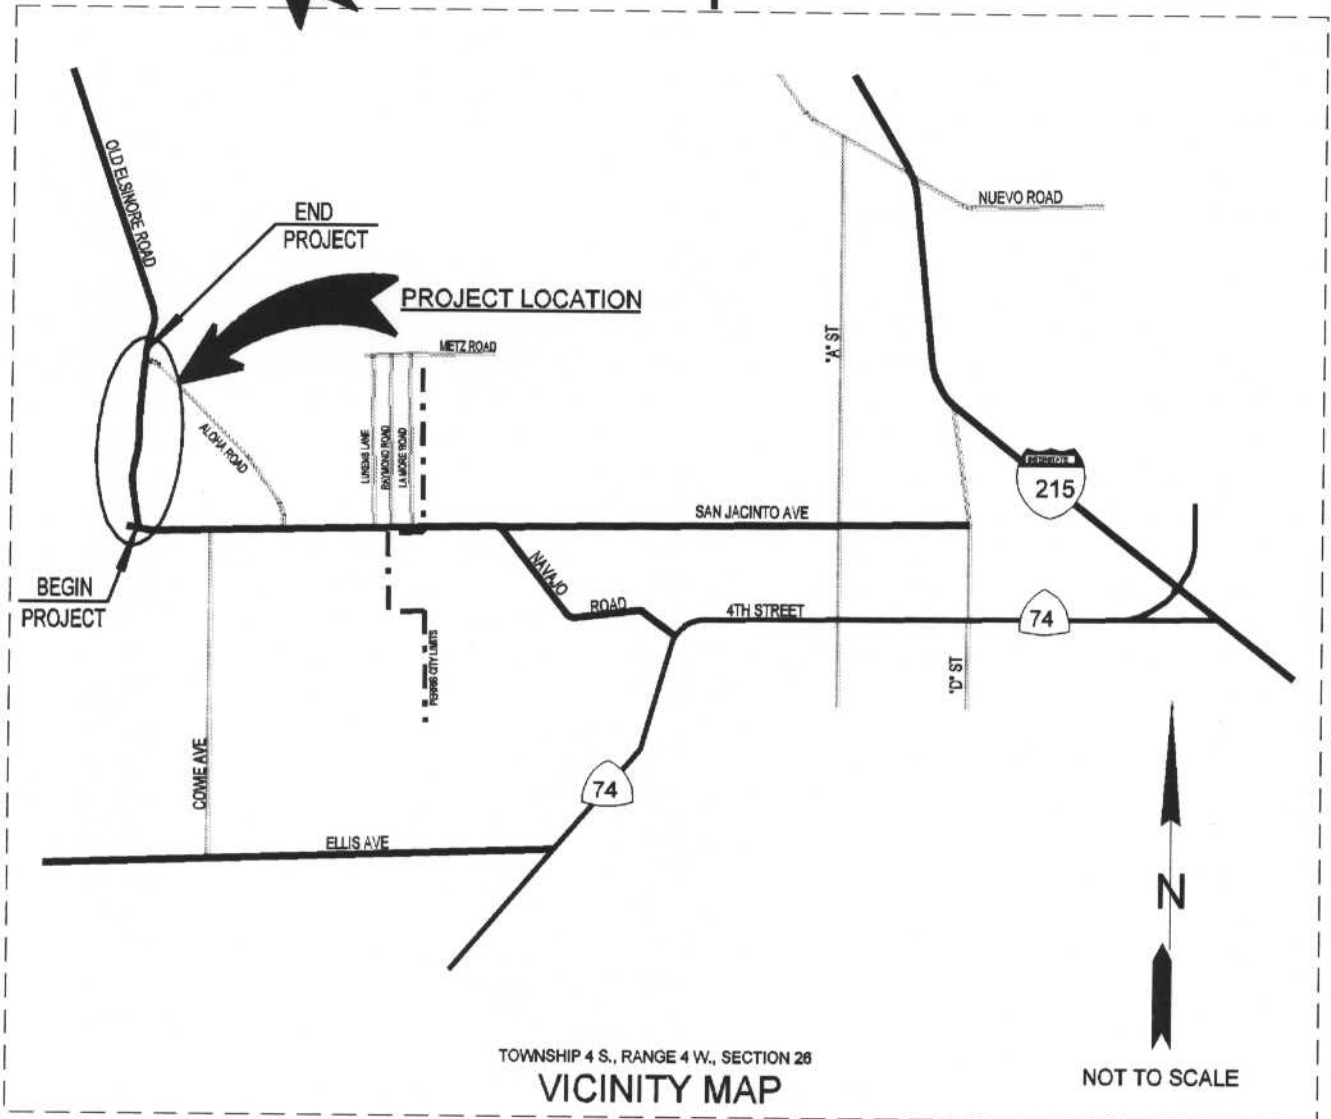 OLD ELSINORE ROAD
NUEVO ROAD
END
PROJECT
PROJECT LOCATION
METZ ROAD
"A" ST
ALOHA ROAD
LUKENS LANE
RAYMOND ROAD
LA MORE ROAD
215
SAN JACINTO AVE
BEGIN
PROJECT
NAVAJO
ROAD
4TH STREET
74
PERRIS CITY LIMITS
"D" ST
COWIE AVE
74
ELLIS AVE
N
TOWNSHIP 4 S., RANGE 4 W., SECTION 26
VICINITY MAP
NOT TO SCALE